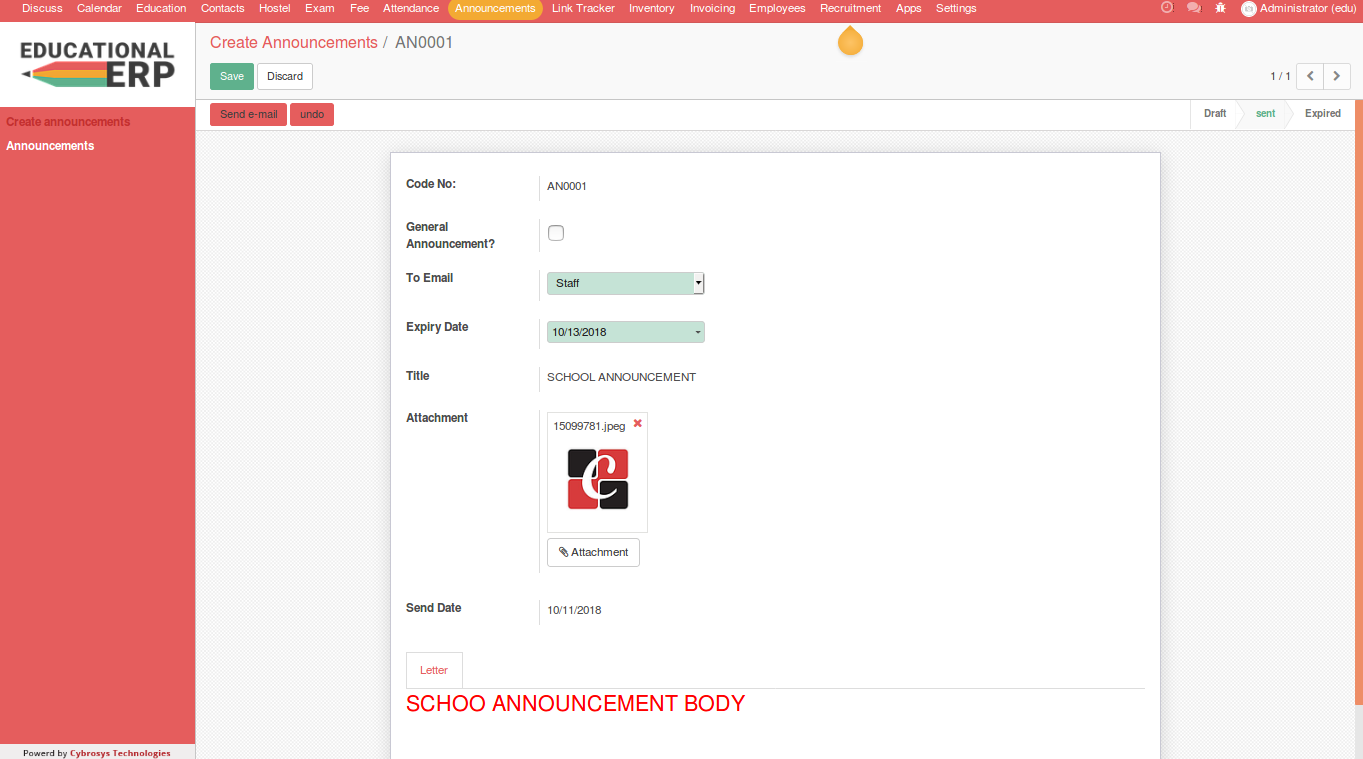 Discuss Calendar Education Contacts Hostel Exam Fee Attendance Announcements Link Tracker Inventory Invoicing Employees Recruitment Apps Settings Administrator (edu)
EDUCATIONAL
ERP
Create Announcements / AN0001
Save Discard 1 / 1
Send e-mail undo Draft sent Expired
Create announcements
Announcements
Code No: AN0001
General
Announcement?
To Email Staff
Expiry Date 10/13/2018
Title SCHOOL ANNOUNCEMENT
Attachment 15099781.jpeg
C
Attachment
Send Date 10/11/2018
Letter
SCHOO ANNOUNCEMENT BODY
Powerd by Cybrosys Technologies